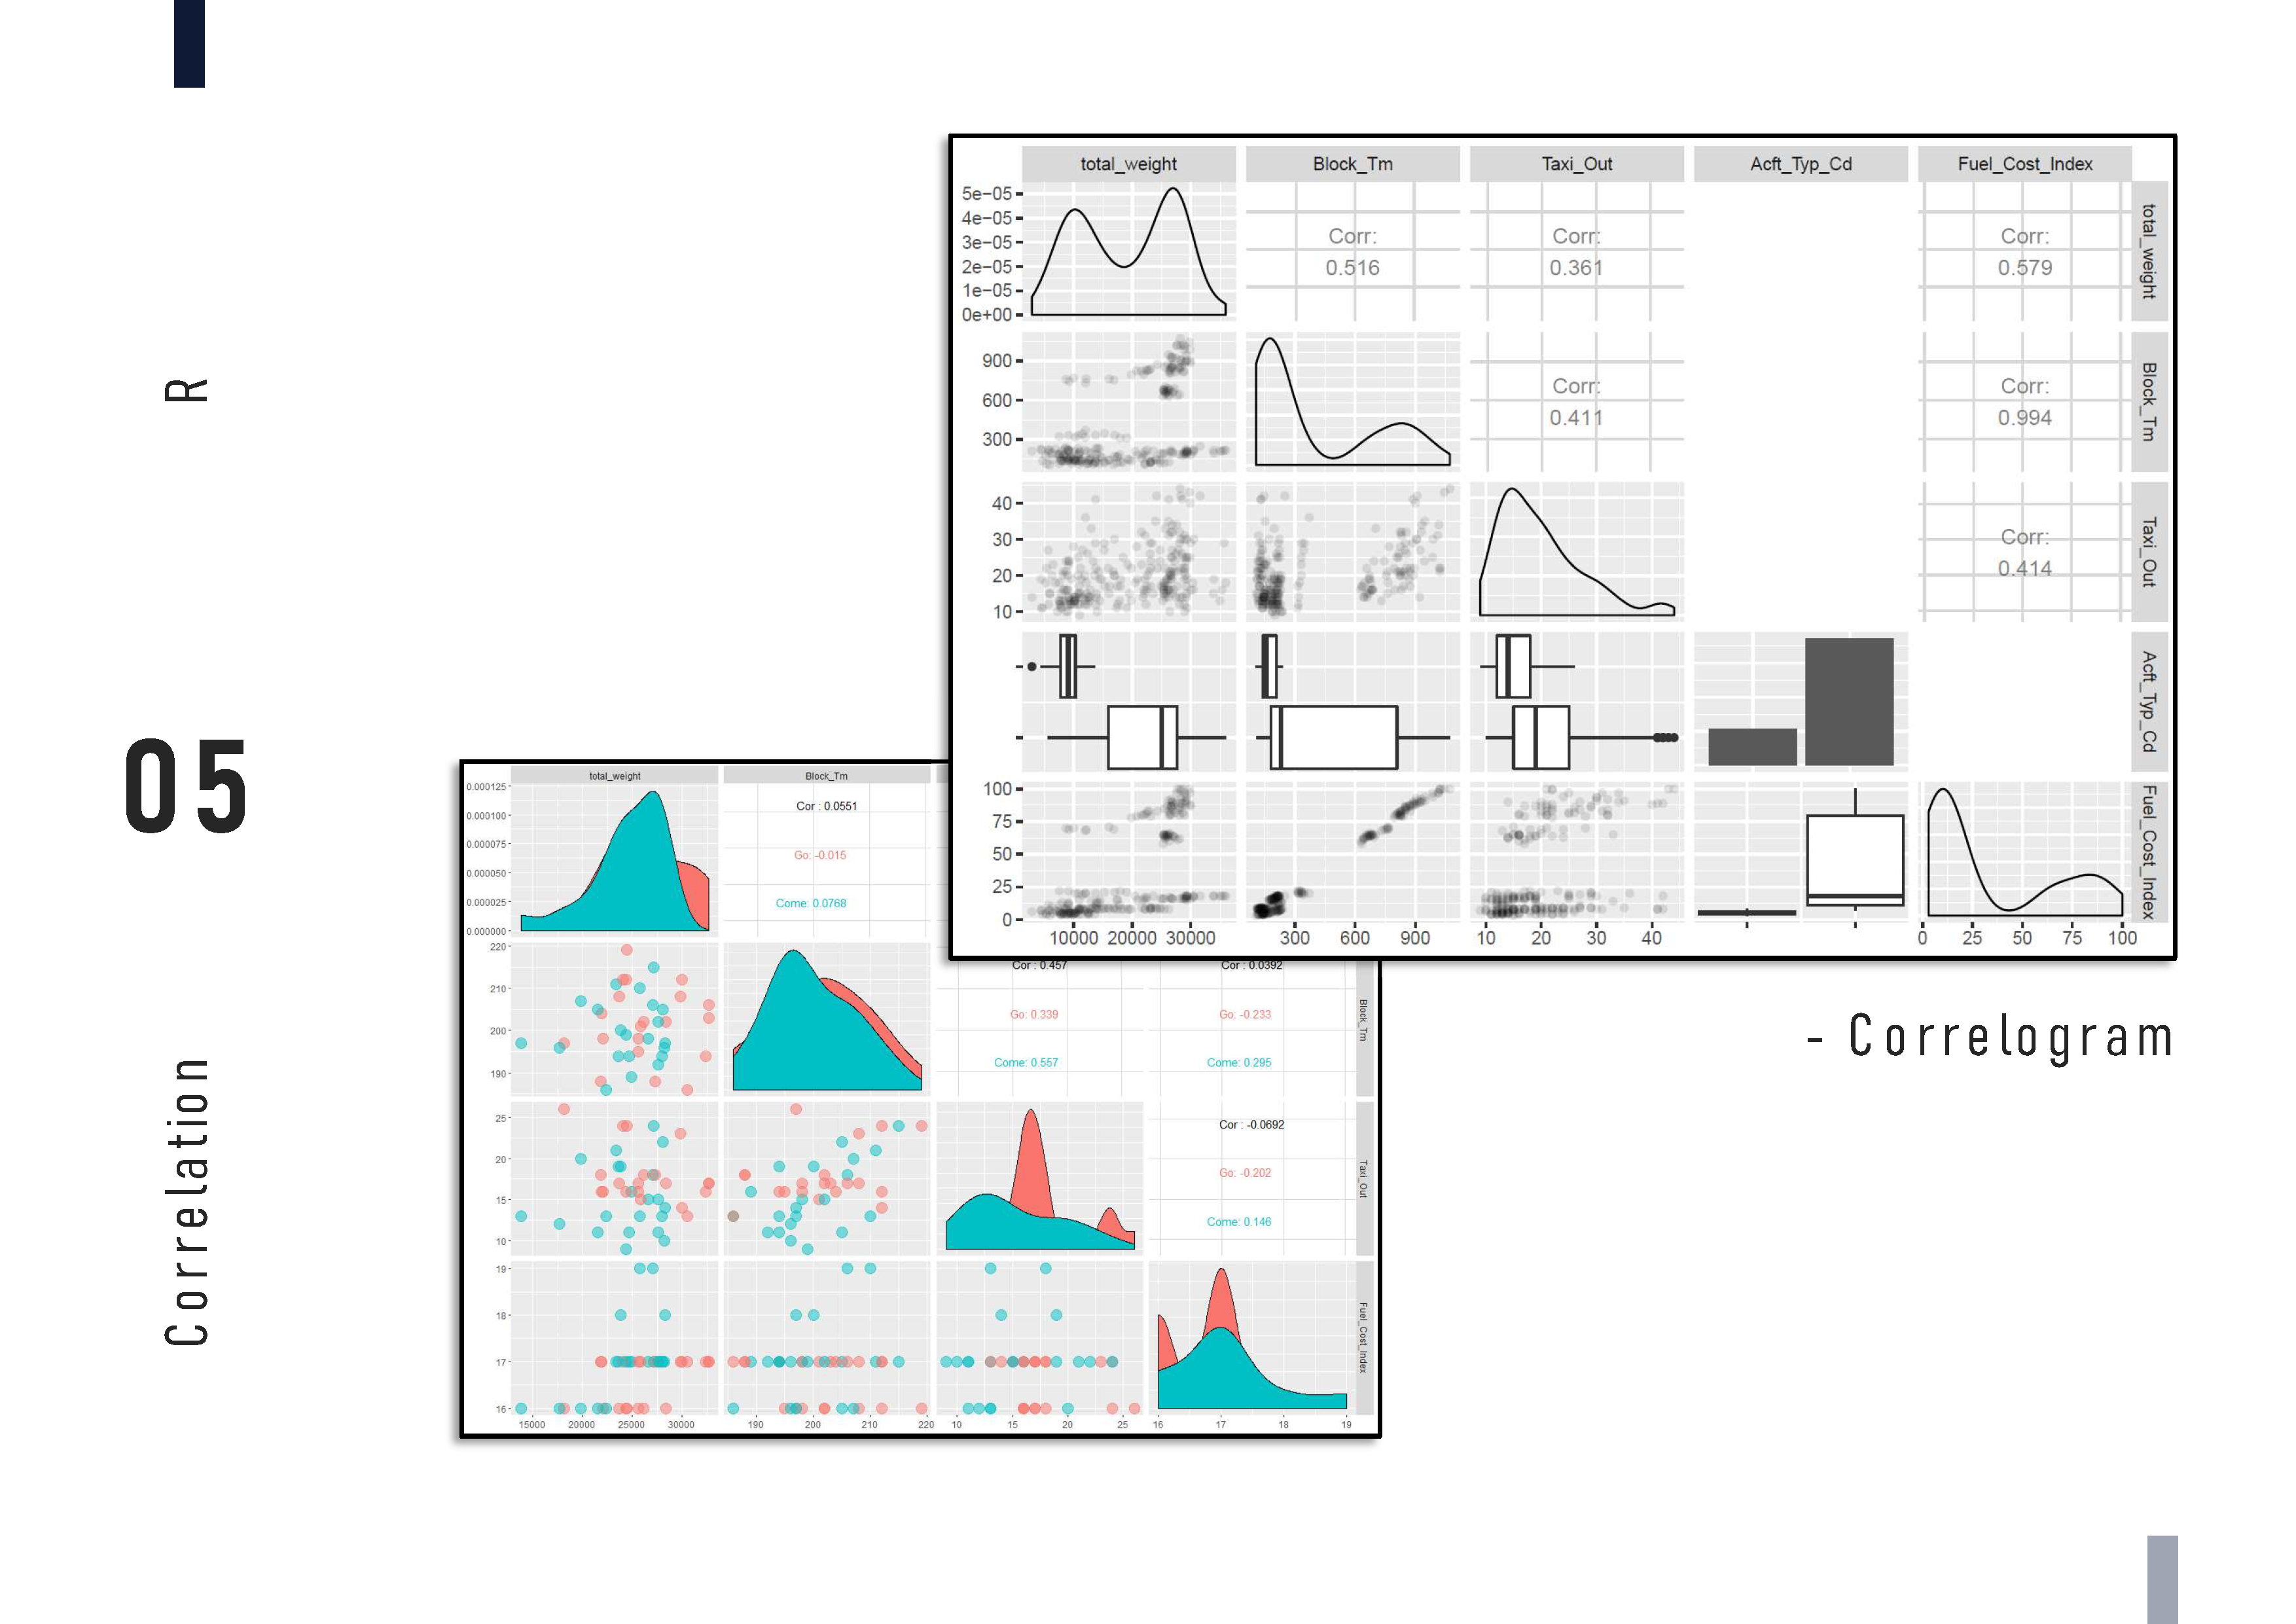 R
05
Correlation
total_weight Block_Tm Taxi_Out Acft_Typ_Cd Fuel_Cost_Index
5e−05
4e−05
3e−05
2e−05
1e−05
0e+00
Corr:
0.516
Corr:
0.361
Corr:
0.579
total_weight
900
600
300
Corr:
0.411
Corr:
0.994
Block_Tm
40
30
20
10
Corr:
0.414
Taxi_Out
Acft_Typ_Cd
100
75
50
25
0
Fuel_Cost_Index
10000 20000 30000 300 600 900 10 20 30 40 0 25 50 75 100
- Correlogram
total_weight Block_Tm
0.000125
0.000100
0.000075
0.000050
0.000025
0.000000
Cor : 0.0551
Go: -0.015
Come: 0.0768
220
210
200
190
Cor : 0.457
Go: 0.339
Come: 0.557
Cor : 0.0392
Go: -0.233
Come: 0.295
Block_Tm
25
20
15
10
Cor : -0.0692
Go: -0.202
Come: 0.146
Taxi_Out
19
18
17
16
Fuel_Cost_Index
15000 20000 25000 30000 190 200 210 220 10 15 20 25 16 17 18 19